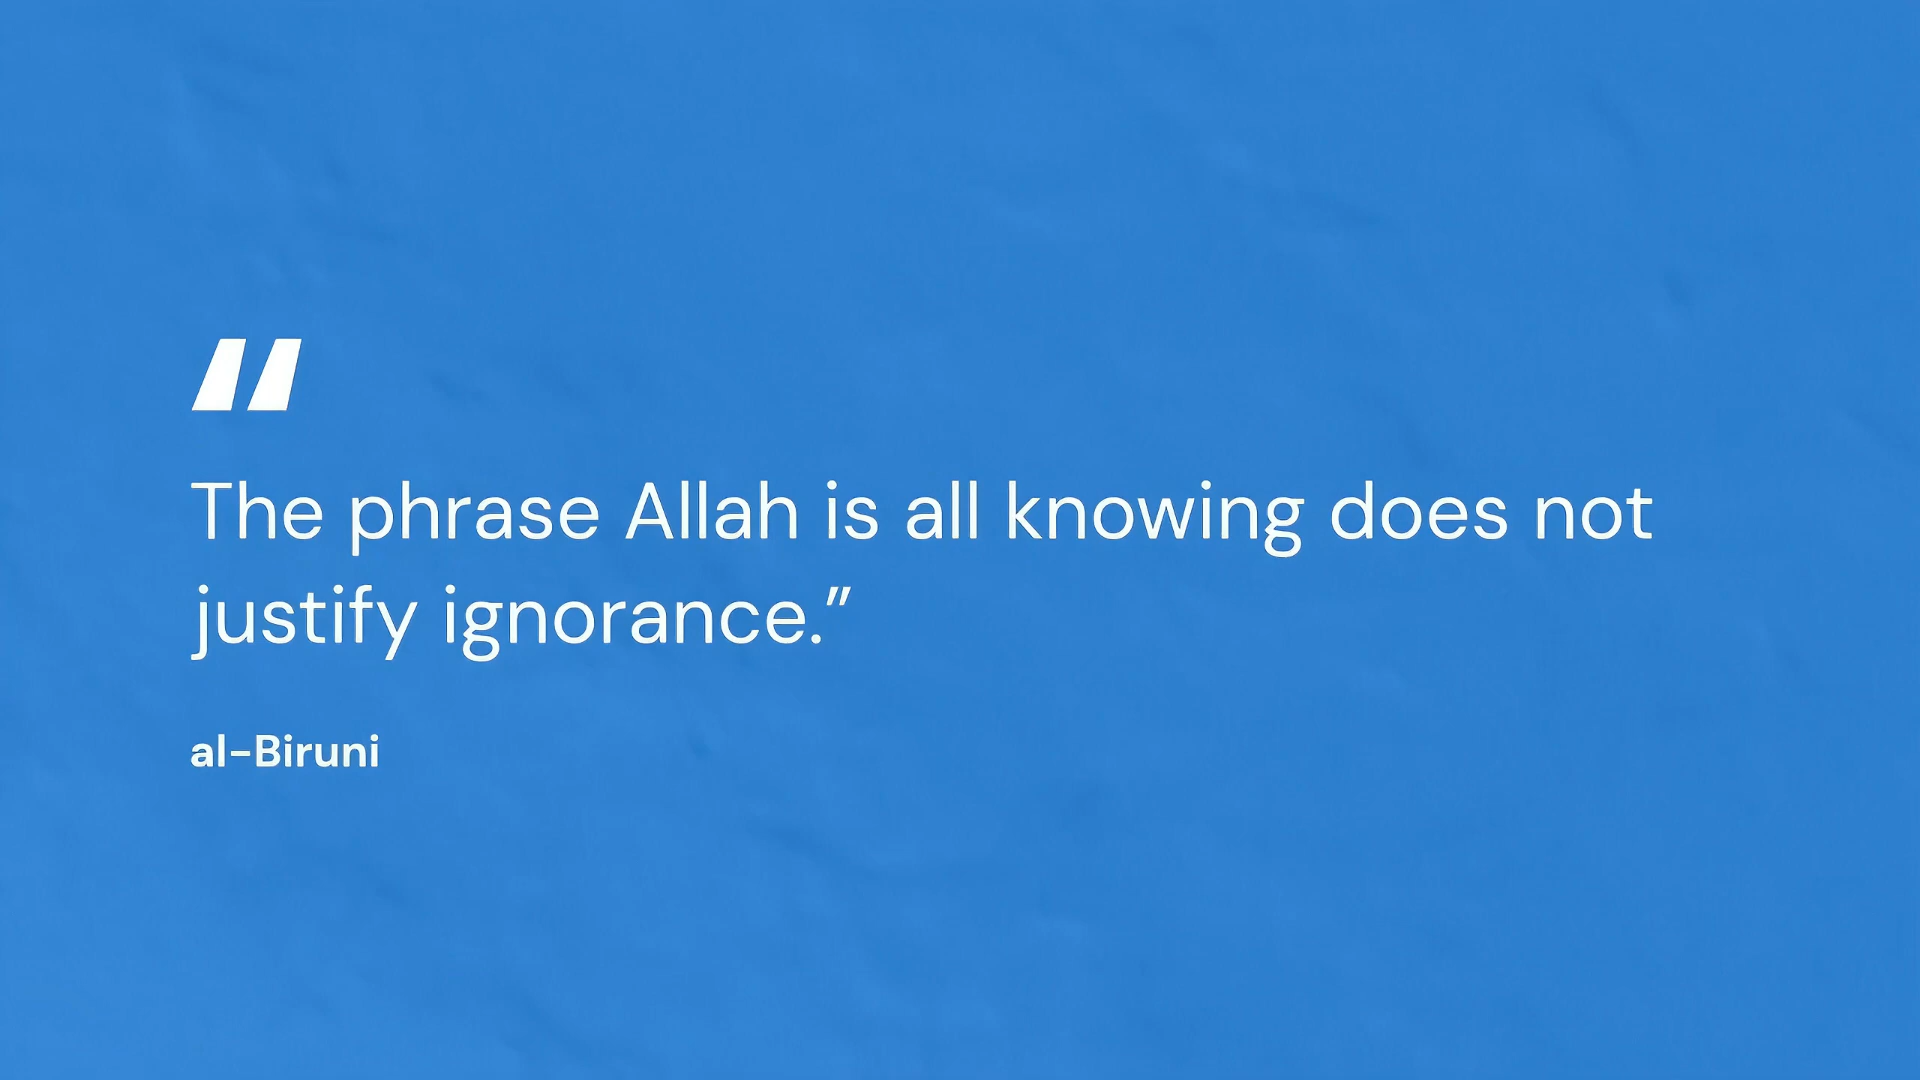 “
The phrase Allah is all knowing does not
justify ignorance.”
al-Biruni